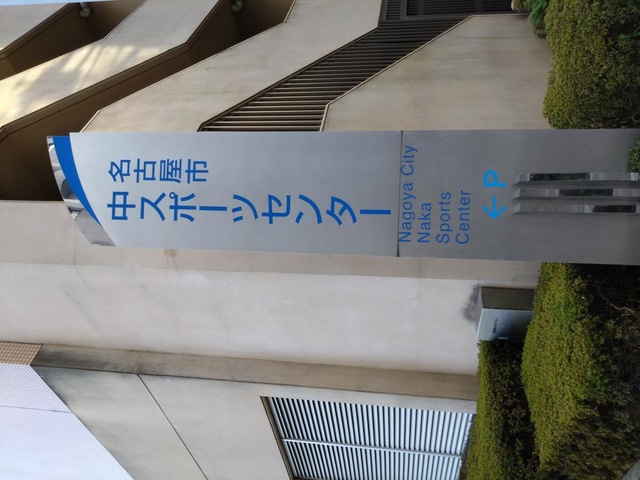 名古屋市
中スポーツセンター
Nagoya City
Naka
Sports
Center
↑P